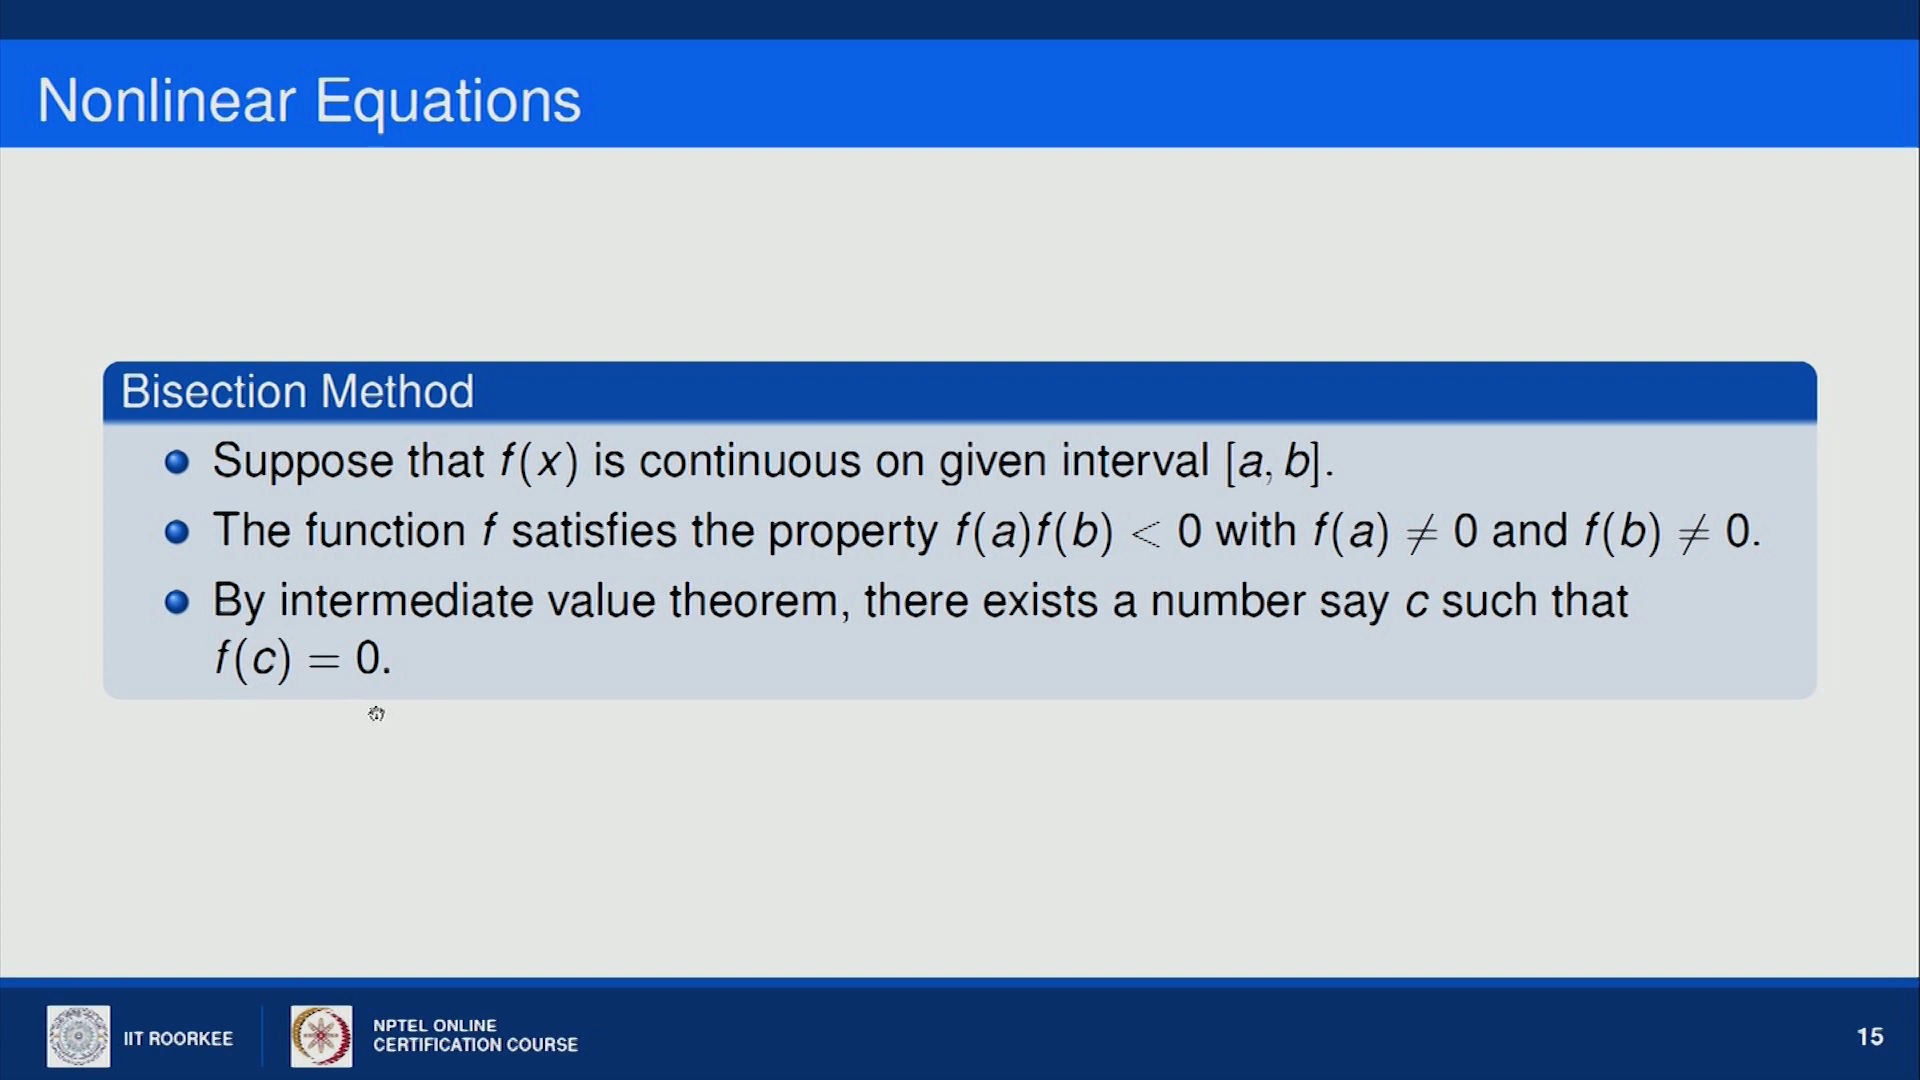 Nonlinear Equations
Bisection Method
Suppose that f(x) is continuous on given interval [a, b].
The function f satisfies the property f(a)f(b) < 0 with f(a) ≠ 0 and f(b) ≠ 0.
By intermediate value theorem, there exists a number say c such that
f(c) = 0.
IIT ROORKEE
NPTEL ONLINE
CERTIFICATION COURSE
15